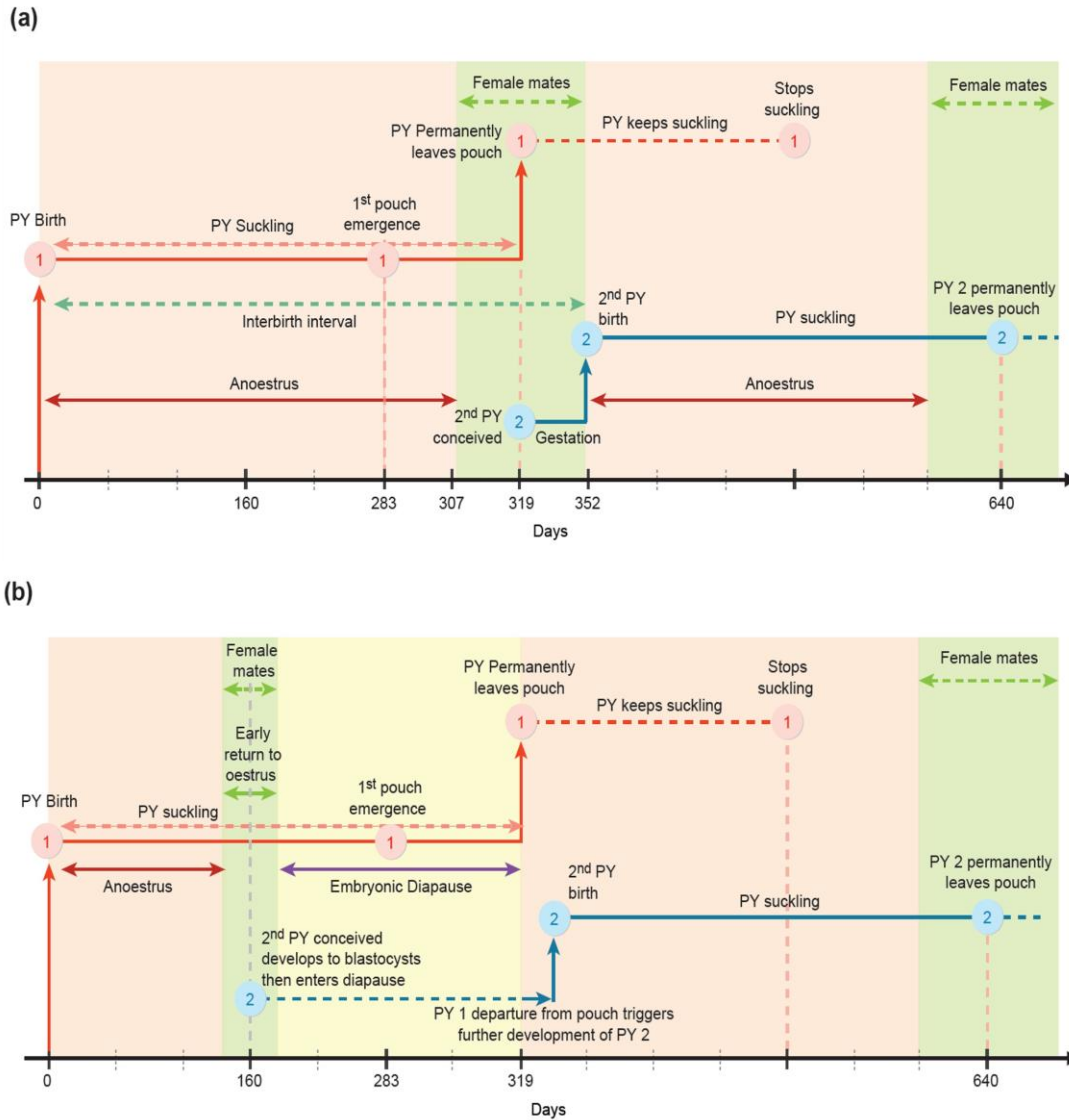 (a)
Female mates
Female mates
Stops
suckling
PY Permanently
leaves pouch
PY keeps suckling
1
1
1st pouch
emergence
PY Birth
PY Suckling
1
1
Interbirth interval
2nd PY
birth
PY suckling
PY 2 permanently
leaves pouch
2
2
Anoestrus
Anoestrus
2nd PY
conceived
2
Gestation
0
160
283
307
319
352
640
Days
(b)
Female
mates
Early
return to
oestrus
PY Permanently
leaves pouch
Stops
suckling
Female mates
PY keeps suckling
1
1
PY Birth
PY suckling
1st pouch
emergence
1
1
Anoestrus
Embryonic Diapause
2nd PY
birth
PY suckling
PY 2 permanently
leaves pouch
2
2
2nd PY conceived
develops to blastocysts
then enters diapause
2
PY 1 departure from pouch triggers
further development of PY 2
0
160
283
319
640
Days